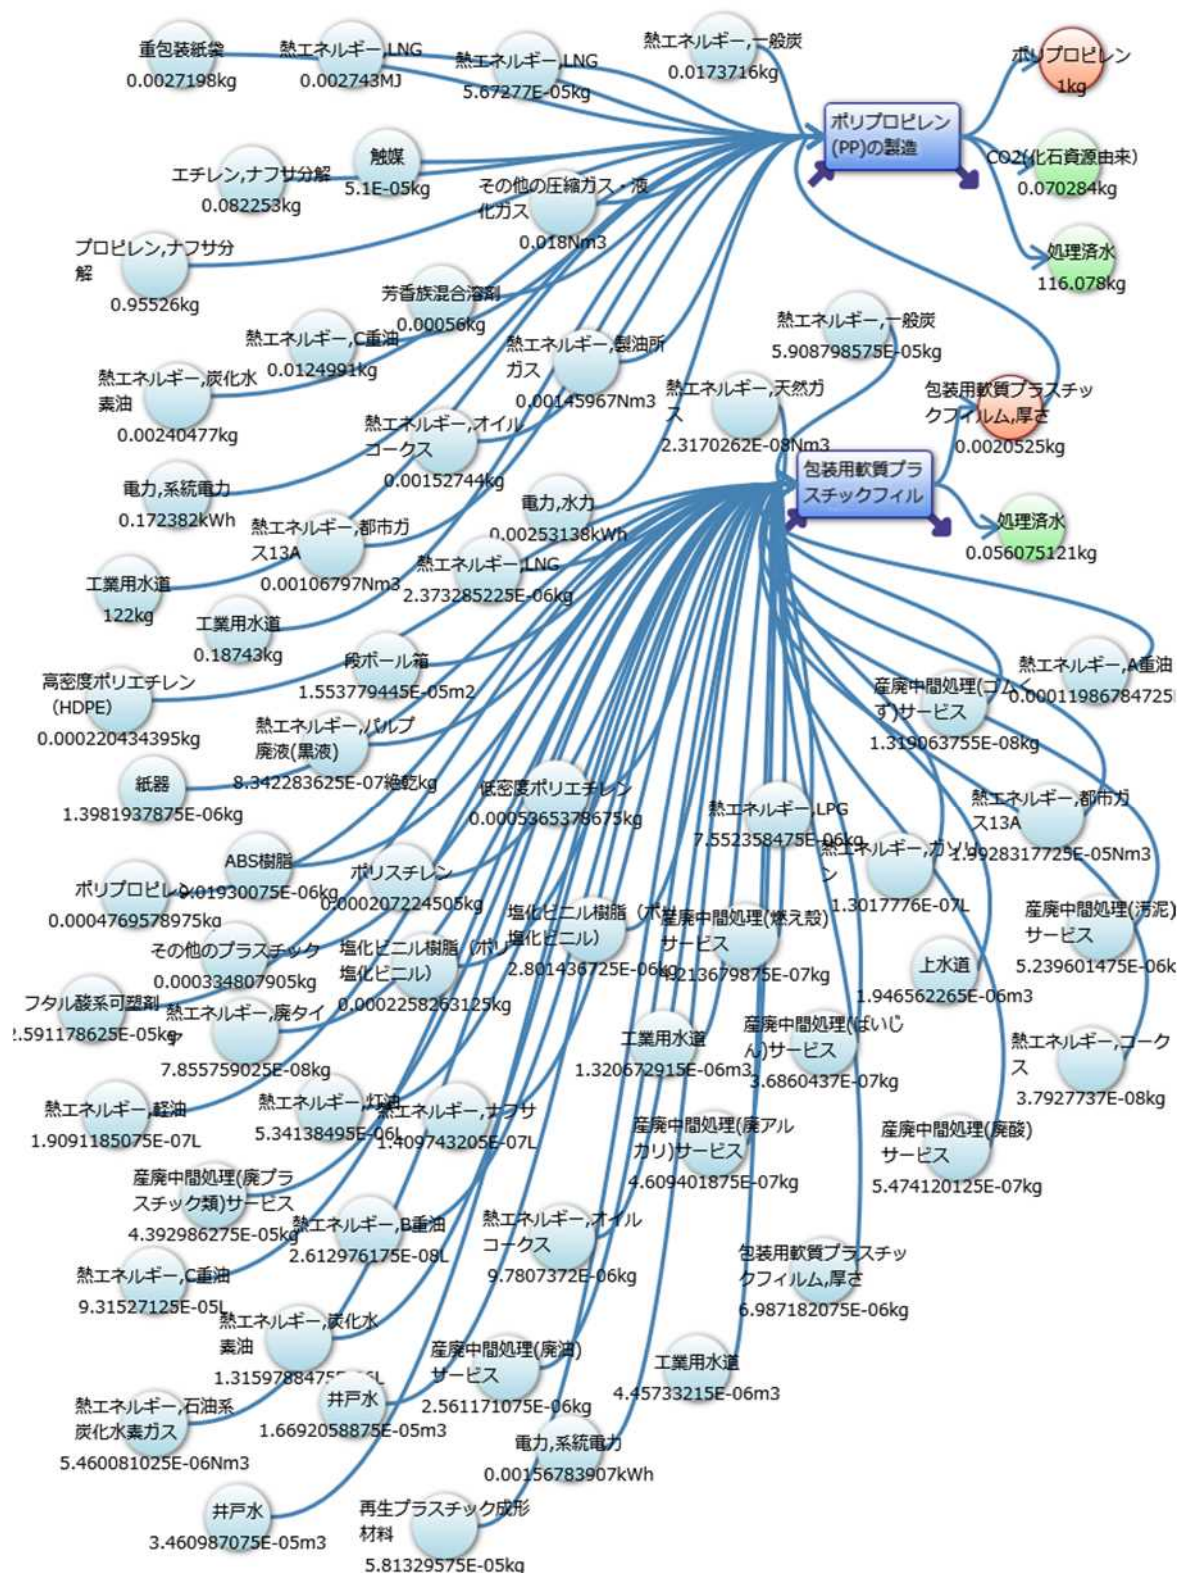 重包装紙袋
0.0027198kg
熱エネルギー,LNG
0.002743MJ
熱エネルギー,LNG
5.67277E-05kg
熱エネルギー,一般炭
0.0173716kg
ポリプロピレン
(PP)の製造
ポリプロピレン
1kg
CO2(化石資源由来)
0.070284kg
処理済水
116.078kg
エチレン,ナフサ分解
0.082253kg
触媒
5.1E-05kg
その他の圧縮ガス・液
化ガス
0.018Nm3
プロピレン,ナフサ分
解
0.95526kg
芳香族混合溶剤
0.00056kg
熱エネルギー,C重油
0.0124991kg
熱エネルギー,製油所
ガス
0.00145967Nm3
熱エネルギー,一般炭
5.908798575E-05kg
熱エネルギー,炭化水
素油
0.00240477kg
熱エネルギー,天然ガ
ス
2.3170262E-08Nm3
包装用軟質プラスチッ
クフィルム,厚さ
0.0020525kg
熱エネルギー,オイル
コークス
0.00152744kg
包装用軟質プラ
スチックフィル
処理済水
0.056075121kg
電力,系統電力
0.172382kWh
電力,水力
0.00253138kWh
熱エネルギー,都市ガ
ス13A
0.00106797Nm3
熱エネルギー,LNG
2.373285225E-06kg
工業用水道
122kg
工業用水道
0.18743kg
段ボール箱
1.553779445E-05m2
高密度ポリエチレン
（HDPE）
0.000220434395kg
熱エネルギー,A重油
0.00011986784725
産廃中間処理(ゴムく
ず)サービス
1.319063755E-08kg
熱エネルギー,パルプ
廃液(黒液)
8.342283625E-07絶乾kg
紙器
1.3981937875E-06kg
低密度ポリエチレン
0.0005365378675kg
熱エネルギー,LPG
7.552358475E-06kg
熱エネルギー,都市ガ
ス13A
1.9928317725E-05Nm3
熱エネルギー,ガソリ
ン
1.3017776E-07L
ABS樹脂
9.01930075E-06kg
ポリスチレン
0.000207224505kg
ポリプロピレン
0.0004769578975kg
塩化ビニル樹脂（ポリ
塩化ビニル）
2.801436725E-06kg
産廃中間処理(燃え殻)
サービス
4.213679875E-07kg
産廃中間処理(汚泥)
サービス
5.239601475E-06k
その他のプラスチック
0.000334807905kg
塩化ビニル樹脂（ポリ
塩化ビニル）
0.0002258263125kg
上水道
1.946562265E-06m3
フタル酸系可塑剤
2.591178625E-05kg
熱エネルギー,廃タイ
ヤ
7.855759025E-08kg
工業用水道
1.320672915E-06m3
産廃中間処理(ばいじ
ん)サービス
3.6860437E-07kg
熱エネルギー,コーク
ス
3.7927737E-08kg
熱エネルギー,軽油
1.9091185075E-07L
熱エネルギー,灯油
5.34138495E-06L
熱エネルギー,ナフサ
1.409743205E-07L
産廃中間処理(廃アル
カリ)サービス
4.609401875E-07kg
産廃中間処理(廃酸)
サービス
5.474120125E-07kg
産廃中間処理(廃プラ
スチック類)サービス
4.392986275E-05kg
熱エネルギー,B重油
2.612976175E-08L
熱エネルギー,オイル
コークス
9.7807372E-06kg
包装用軟質プラスチッ
クフィルム,厚さ
6.987182075E-06kg
熱エネルギー,C重油
9.31527125E-05L
熱エネルギー,炭化水
素油
産廃中間処理(廃油)
サービス
2.561171075E-06kg
工業用水道
4.45733215E-06m3
熱エネルギー,石油系
炭化水素ガス
5.460081025E-06Nm3
井戸水
1.6692058875E-05m3
電力,系統電力
0.00156783907kWh
井戸水
3.460987075E-05m3
再生プラスチック成形
材料
5.81329575E-05kg